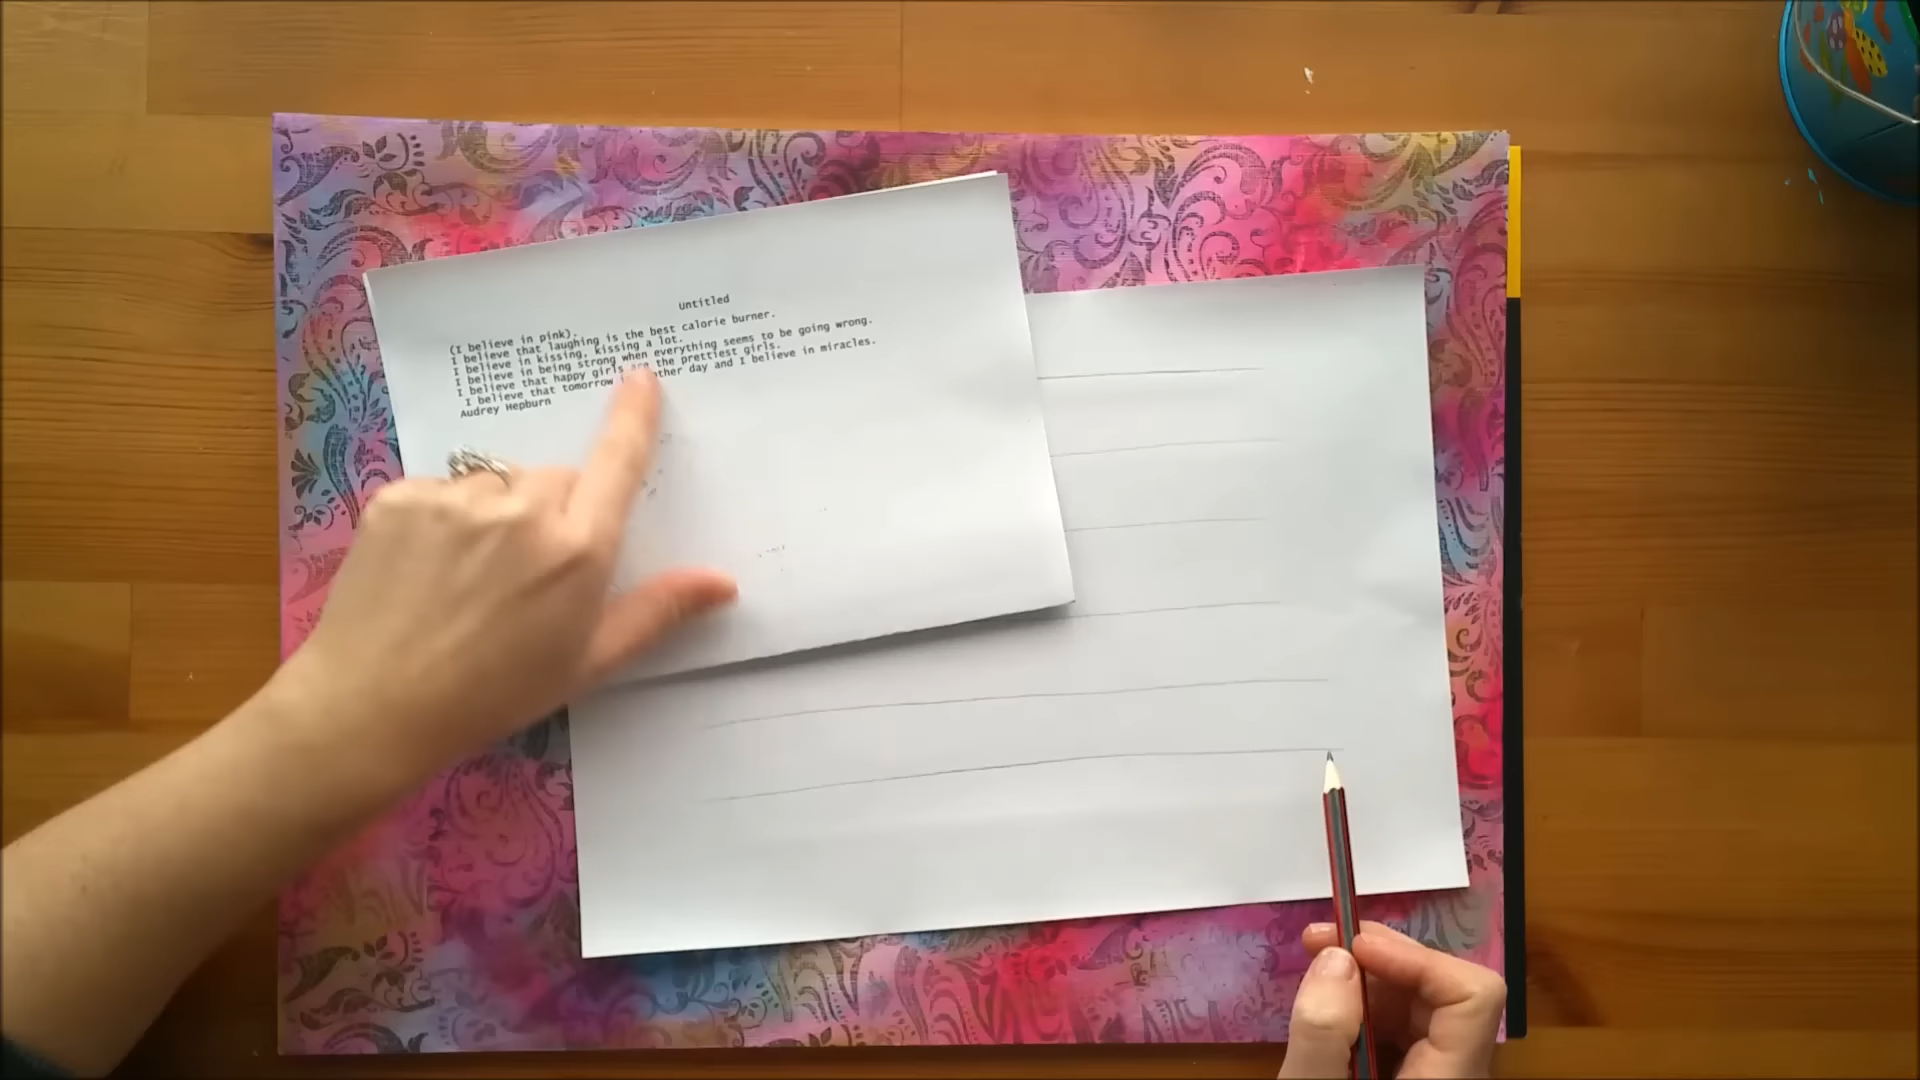 Untitled
(I believe in pink).
I believe that laughing is the best calorie burner.
I believe in kissing, kissing a lot.
I believe in being strong when everything seems to be going wrong.
I believe that happy girls are the prettiest girls.
I believe that tomorrow other day and I believe in miracles.
Audrey Hepburn